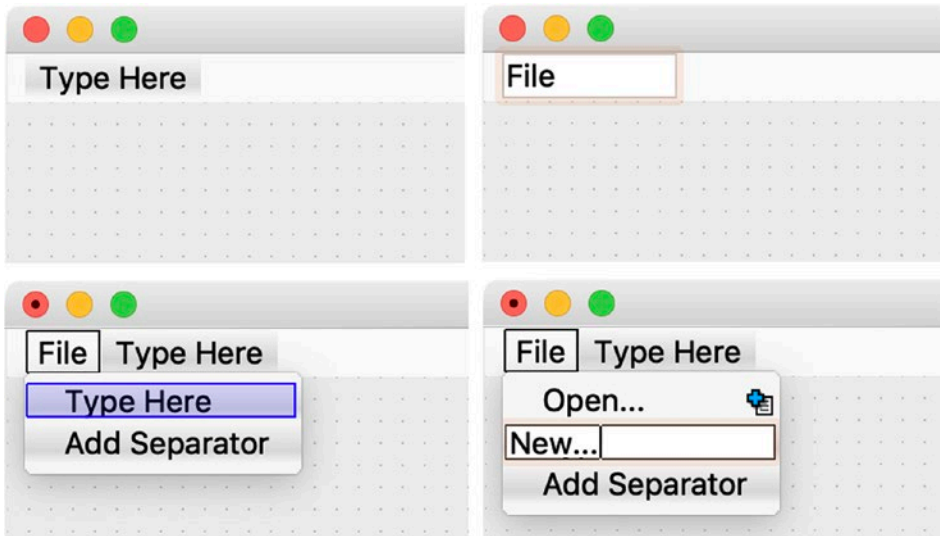 Type Here
File
File Type Here
Type Here
Add Separator
File Type Here
Open...
New...
Add Separator